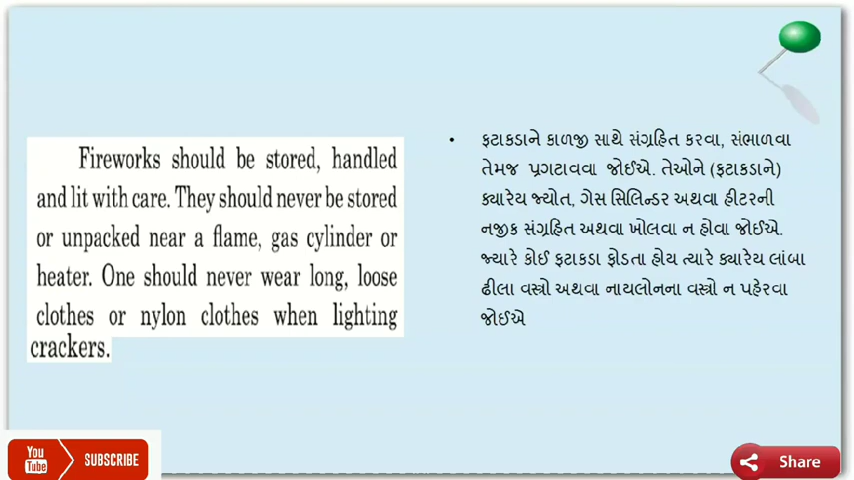 Fireworks should be stored, handled
and lit with care. They should never be stored
or unpacked near a flame, gas cylinder or
heater. One should never wear long, loose
clothes or nylon clothes when lighting
crackers.
• ફટાકડાને કાળજી સાથે સંગ્રહિત કરવા, સંભાળવા
તેમજ પ્રગટાવવા જોઈએ. તેઓને (ફટાકડાને)
ક્યારેય જ્યોત, ગેસ સિલિન્ડર અથવા હીટરની
નજીક સંગ્રહિત અથવા ખોલવા ન હોવા જોઈએ.
જ્યારે કોઈ ફટાકડા ફોડતા હોય ત્યારે ક્યારેય લાંબા
ઢીલા વસ્ત્રો અથવા નાયલોનના વસ્ત્રો ન પહેરવા
જોઈએ
You
Tube
SUBSCRIBE
Share